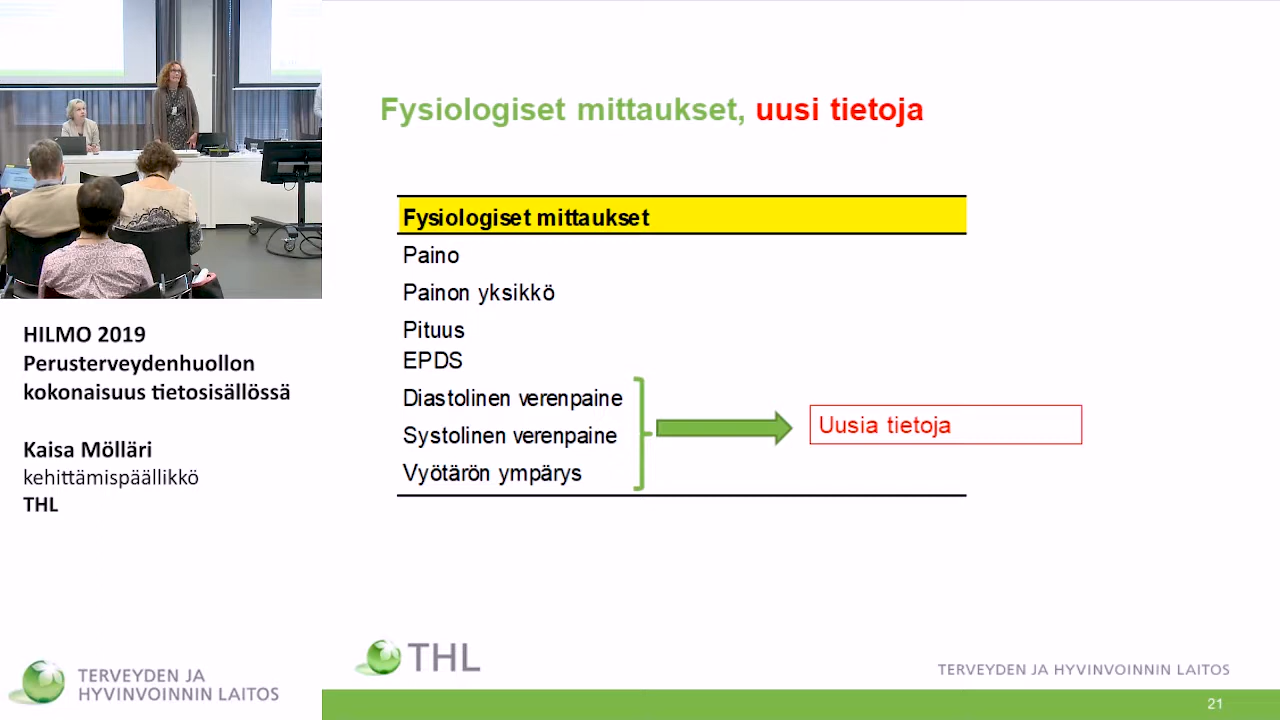 HILMO 2019
Perusterveydenhuollon
kokonaisuus tietosisällössä
Kaisa Mölläri
kehittämispäällikkö
THL
TERVEYDEN JA
HYVINVOINNIN LAITOS
Fysiologiset mittaukset, uusi tietoja
Fysiologiset mittaukset
Paino
Painon yksikkö
Pituus
EPDS
Diastolinen verenpaine
Systolinen verenpaine
Vyötärön ympärys
Uusia tietoja
THL
TERVEYDEN JA HYVINVOINNIN LAITOS
21